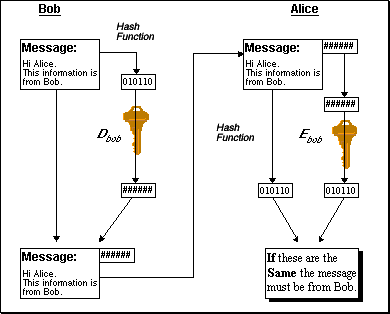 Bob
Hash
Function
Message:
Hi Alice.
This information is
from Bob.
010110
Dbob
######
Message:
Hi Alice.
This information is
from Bob.
######
Alice
Message:
Hi Alice.
This information is
from Bob.
######
######
Hash
Function
Ebob
010110
010110
If these are the
Same the message
must be from Bob.